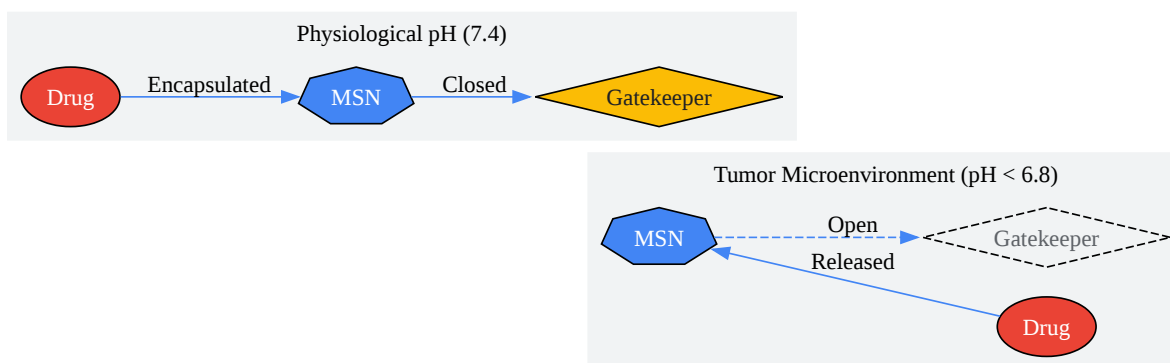 Physiological pH (7.4)
Drug
Encapsulated
MSN
Closed
Gatekeeper
Tumor Microenvironment (pH < 6.8)
MSN
Open
Gatekeeper
Released
Drug